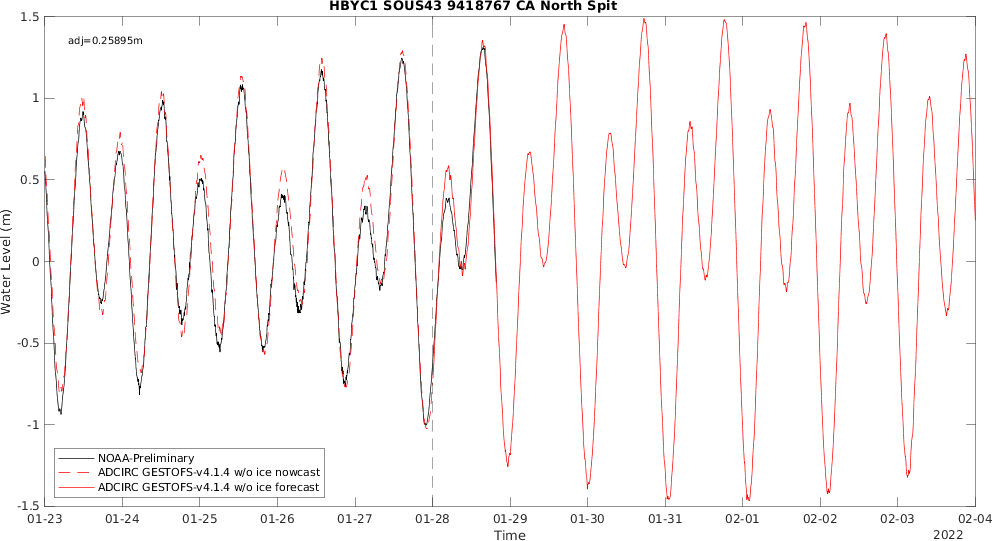 HBYC1 SOUS43 9418767 CA North Spit
adj=0.25895m
1.5
1
0.5
0
-0.5
-1
-1.5
Water Level (m)
NOAA-Preliminary
ADCIRC GESTOFS-v4.1.4 w/o ice nowcast
ADCIRC GESTOFS-v4.1.4 w/o ice forecast
01-23 01-24 01-25 01-26 01-27 01-28 01-29 01-30 01-31 02-01 02-02 02-03 02-04
Time
2022